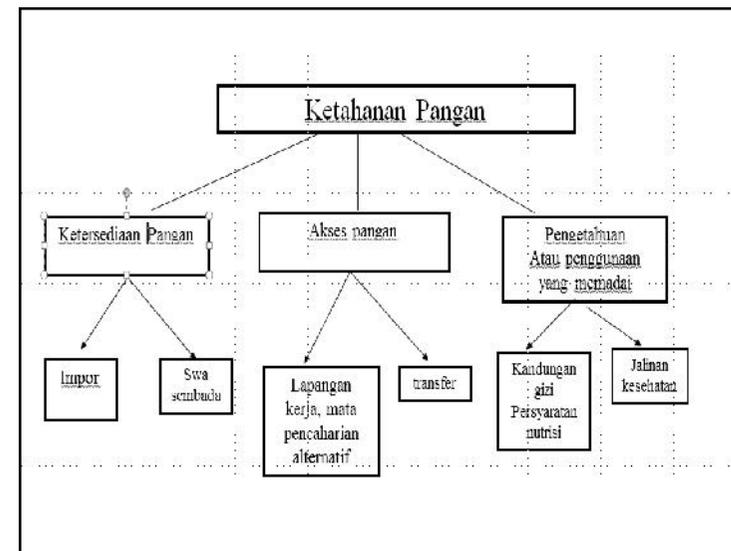 Ketahanan Pangan
Ketersediaan Pangan
Akses pangan
Pengetahuan
Atau penggunaan
yang memadai
Impor
Swa
sembada
Lapangan
kerja, mata
pencaharian
alternatif
transfer
Kandungan
gizi
Persyaratan
nutrisi
Jalinan
kesehatan